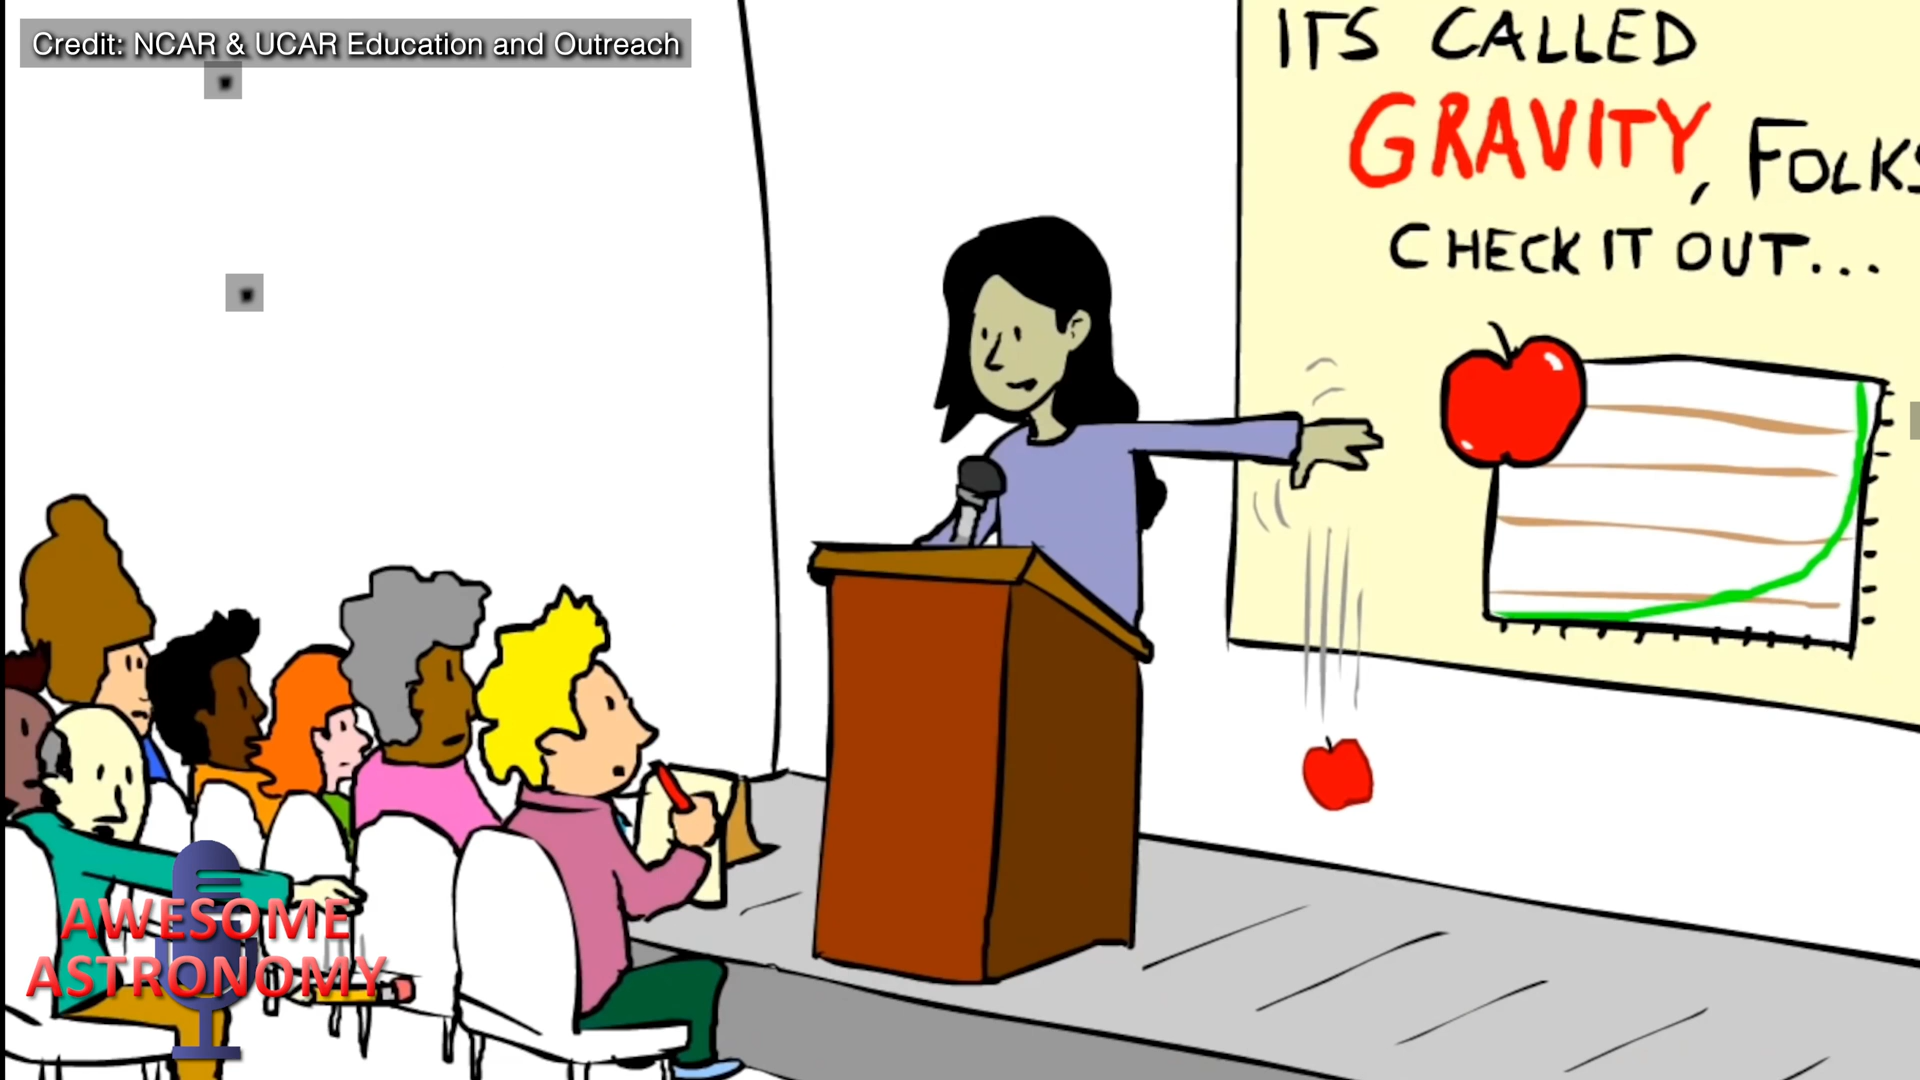 Credit: NCAR & UCAR Education and Outreach
ITS CALLED
GRAVITY, FOLKS
CHECK IT OUT...
AWESOME
ASTRONOMY